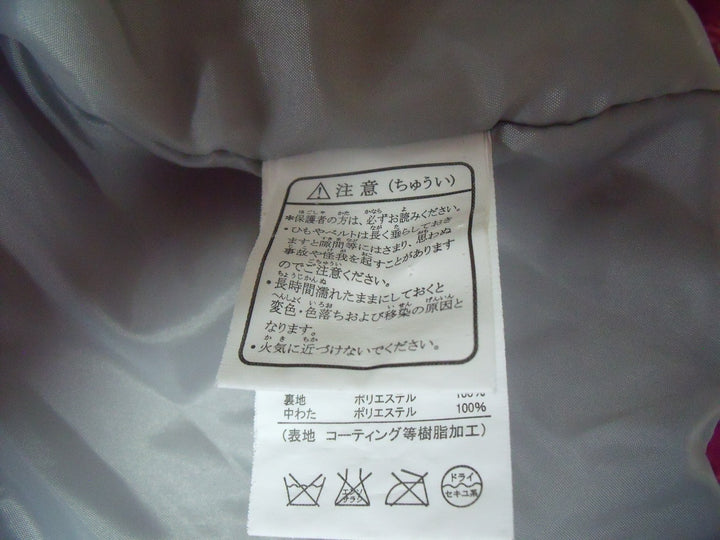 ⚠注意(ちゅうい)
*保護者の方は、必ずお読みください。
・ひもやベルトは長く垂らしておき
ますと隙間等にはさまり、思わぬ
事故や怪我を起すことがあります
のでご注意ください。
・長時間濡れたままにしておくと
変色・色落ちおよび移染の原因と
なります。
・火気に近づけないでください。
裏地 ポリエステル 100%
中わた ポリエステル 100%
(表地 コーティング等樹脂加工)
エンソ
サラシ
ドライ
セキユ系